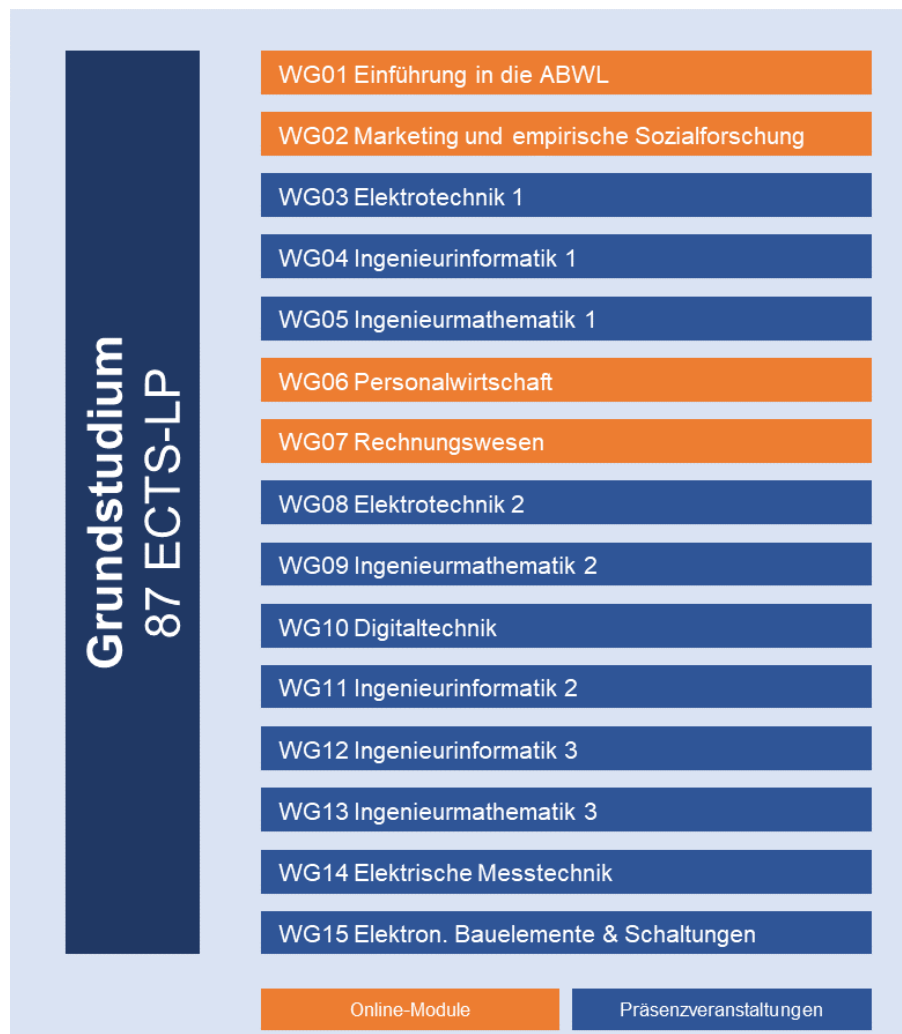 Grundstudium
87 ECTS-LP
WG01 Einführung in die ABWL
WG02 Marketing und empirische Sozialforschung
WG03 Elektrotechnik 1
WG04 Ingenieurinformatik 1
WG05 Ingenieurmathematik 1
WG06 Personalwirtschaft
WG07 Rechnungswesen
WG08 Elektrotechnik 2
WG09 Ingenieurmathematik 2
WG10 Digitaltechnik
WG11 Ingenieurinformatik 2
WG12 Ingenieurinformatik 3
WG13 Ingenieurmathematik 3
WG14 Elektrische Messtechnik
WG15 Elektron. Bauelemente & Schaltungen
Online-Module
Präsenzveranstaltungen